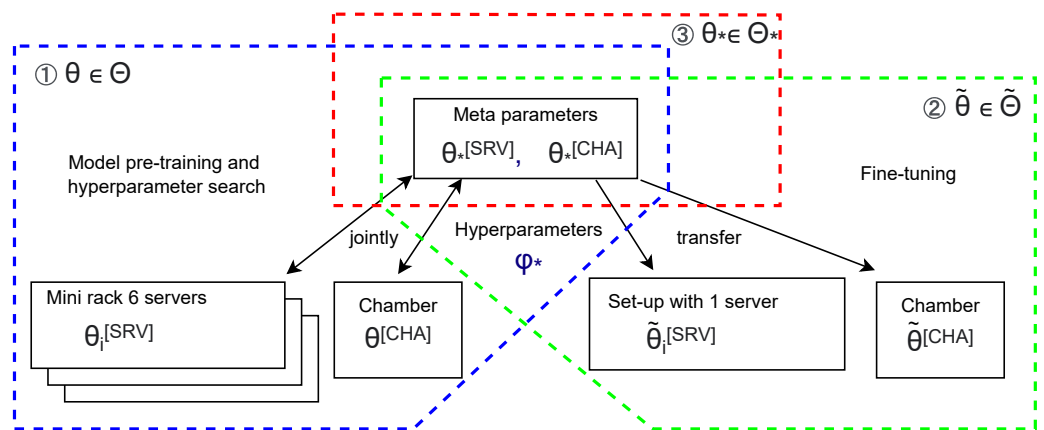 ③ θ*∈ Θ*
① θ ∈ Θ
② θ̃ ∈ Θ̃
Meta parameters
θ*[SRV], θ*[CHA]
Model pre-training and
hyperparameter search
Fine-tuning
jointly
Hyperparameters
φ*
transfer
Mini rack 6 servers
θi[SRV]
Chamber
θ[CHA]
Set-up with 1 server
θ̃i[SRV]
Chamber
θ̃[CHA]